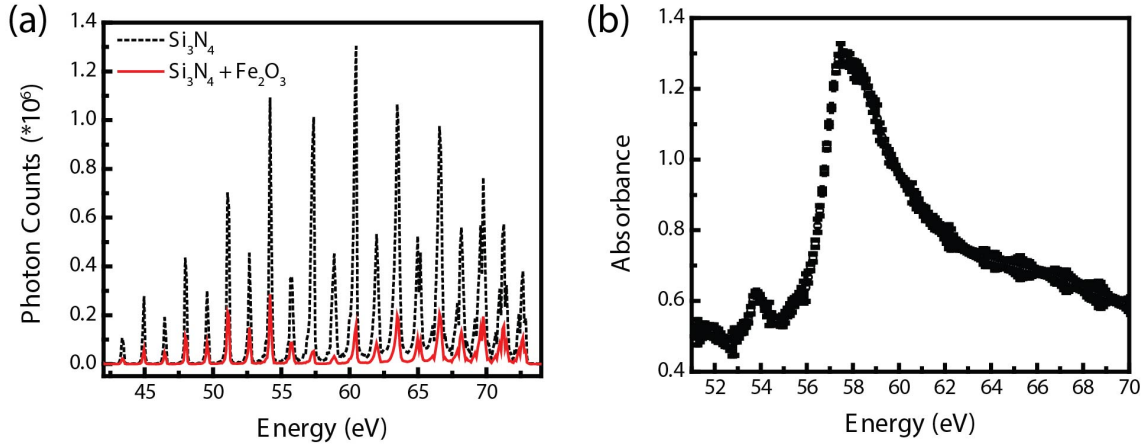 (a)
1.4
1.2
1.0
0.8
0.6
0.4
0.2
0.0
Photon Counts (*10⁶)
Si₃N₄
Si₃N₄ + Fe₂O₃
45 50 55 60 65 70
Energy (eV)
(b)
1.4
1.2
1.0
0.8
0.6
0.4
Absorbance
52 54 56 58 60 62 64 66 68 70
Energy (eV)